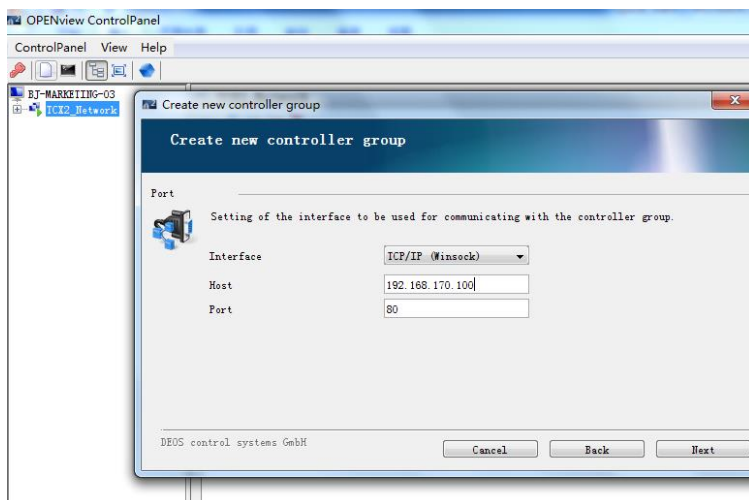 OPENview ControlPanel
ControlPanel View Help
BJ-MARKETING-03
TCX2_Network
Create new controller group
Create new controller group
Port
Setting of the interface to be used for communicating with the controller group.
Interface
TCP/IP (Winsock)
Host
192.168.170.100
Port
80
DEOS control systems GmbH
Cancel
Back
Next